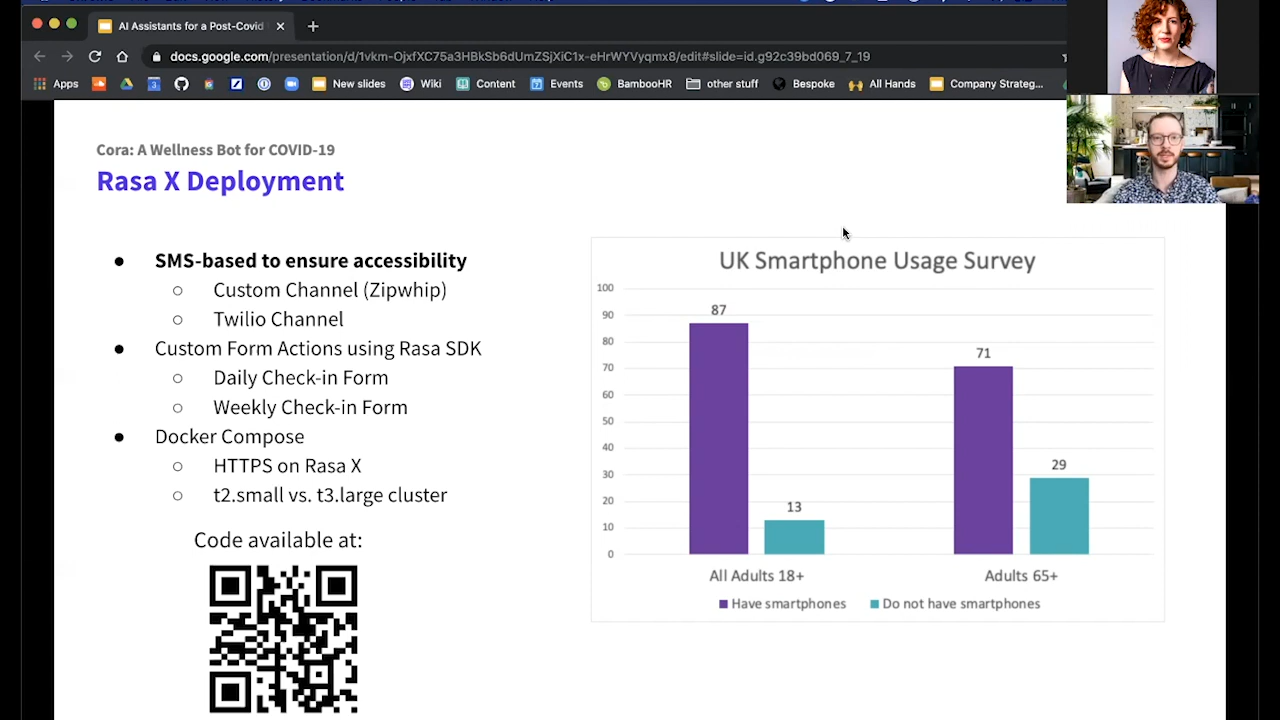 AI Assistants for a Post-Covid
docs.google.com/presentation/d/1vkm-OjxfXC75a3HBkSb6dUmZSjXiC1x-eHrWYVyqmx8/edit#slide=id.g92c39bd069_7_19
Apps New slides Wiki Content Events BambooHR other stuff Bespoke All Hands Company Strateg...
Cora: A Wellness Bot for COVID-19
Rasa X Deployment
● SMS-based to ensure accessibility
○ Custom Channel (Zipwhip)
○ Twilio Channel
● Custom Form Actions using Rasa SDK
○ Daily Check-in Form
○ Weekly Check-in Form
● Docker Compose
○ HTTPS on Rasa X
○ t2.small vs. t3.large cluster
Code available at:
UK Smartphone Usage Survey
100
90
80
70
60
50
40
30
20
10
0
87
13
71
29
All Adults 18+ Adults 65+
Have smartphones Do not have smartphones